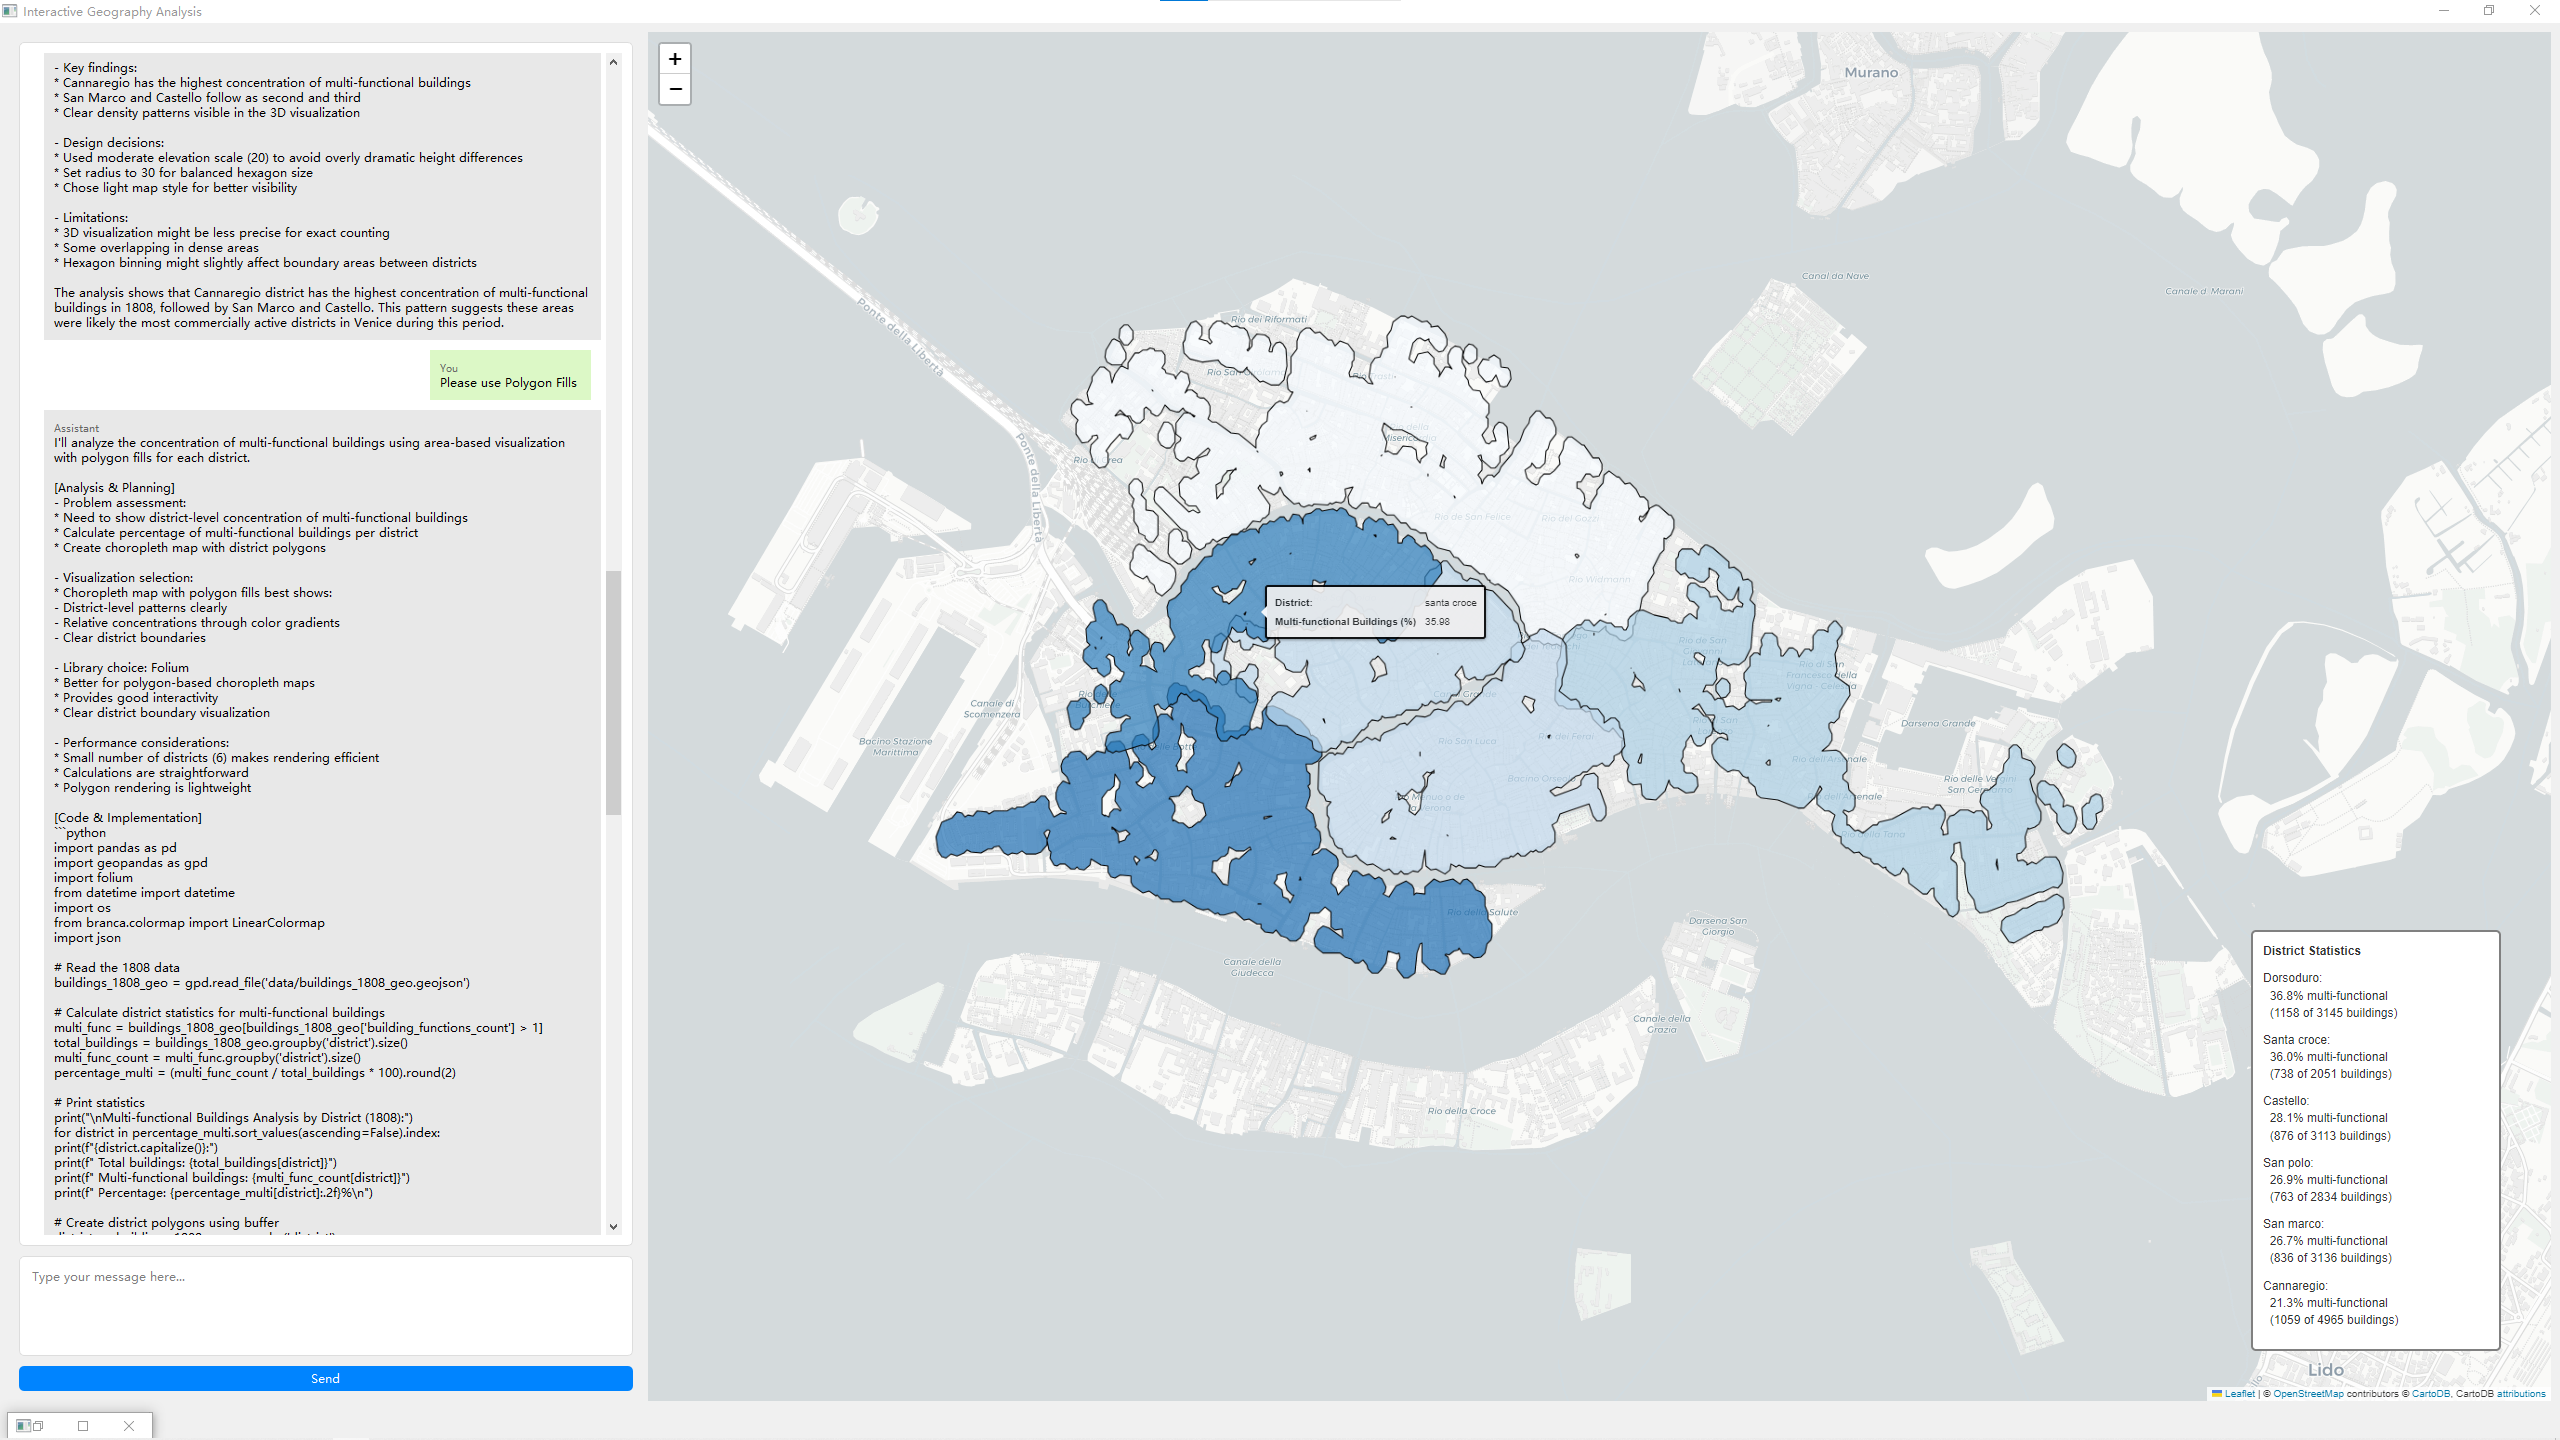 Interactive Geography Analysis
- Key findings:
* Cannaregio has the highest concentration of multi-functional buildings
* San Marco and Castello follow as second and third
* Clear density patterns visible in the 3D visualization
- Design decisions:
* Used moderate elevation scale (20) to avoid overly dramatic height differences
* Set radius to 30 for balanced hexagon size
* Chose light map style for better visibility
- Limitations:
* 3D visualization might be less precise for exact counting
* Some overlapping in dense areas
* Hexagon binning might slightly affect boundary areas between districts
The analysis shows that Cannaregio district has the highest concentration of multi-functional
buildings in 1808, followed by San Marco and Castello. This pattern suggests these areas
were likely the most commercially active districts in Venice during this period.
You
Please use Polygon Fills
Assistant
I'll analyze the concentration of multi-functional buildings using area-based visualization
with polygon fills for each district.
[Analysis & Planning]
- Problem assessment:
* Need to show district-level concentration of multi-functional buildings
* Calculate percentage of multi-functional buildings per district
* Create choropleth map with district polygons
- Visualization selection:
* Choropleth map with polygon fills best shows:
- District-level patterns clearly
- Relative concentrations through color gradients
- Clear district boundaries
- Library choice: Folium
* Better for polygon-based choropleth maps
* Provides good interactivity
* Clear district boundary visualization
- Performance considerations:
* Small number of districts (6) makes rendering efficient
* Calculations are straightforward
* Polygon rendering is lightweight
[Code & Implementation]
```python
import pandas as pd
import geopandas as gpd
import folium
from datetime import datetime
import os
from branca.colormap import LinearColormap
import json
# Read the 1808 data
buildings_1808_geo = gpd.read_file('data/buildings_1808_geo.geojson')
# Calculate district statistics for multi-functional buildings
multi_func = buildings_1808_geo[buildings_1808_geo['building_functions_count'] > 1]
total_buildings = buildings_1808_geo.groupby('district').size()
multi_func_count = multi_func.groupby('district').size()
percentage_multi = (multi_func_count / total_buildings * 100).round(2)
# Print statistics
print("\nMulti-functional Buildings Analysis by District (1808):")
for district in percentage_multi.sort_values(ascending=False).index:
print(f"{district.capitalize()}:")
print(f" Total buildings: {total_buildings[district]}")
print(f" Multi-functional buildings: {multi_func_count[district]}")
print(f" Percentage: {percentage_multi[district]:.2f}%\n")
# Create district polygons using buffer
Type your message here...
Send
+
−
Murano
Canal da Nave
Canale d. Marani
Ponte della Libertà
Ponte della Libertà
Rio dei Riformati
Rio de San Felice
Rio dei Gozzi
Rio Widmann
Canale di
Scomenzera
Bacino Stazione
Marittima
District: santa croce
Multi-functional Buildings (%) 35.98
Canal Grande
Rio San Luca
Rio dei Ferai
Bacino Orseolo
Darsena Grande
Rio dell'Arsenale
Rio delle Vergini
Rio della Tana
Rio della Salute
Darsena San
Giorgio
Canale della
Giudecca
Canale della
Grazia
Rio della Croce
Lido
District Statistics
Dorsoduro:
36.8% multi-functional
(1158 of 3145 buildings)
Santa croce:
36.0% multi-functional
(738 of 2051 buildings)
Castello:
28.1% multi-functional
(876 of 3113 buildings)
San polo:
26.9% multi-functional
(763 of 2834 buildings)
San marco:
26.7% multi-functional
(836 of 3136 buildings)
Cannaregio:
21.3% multi-functional
(1059 of 4965 buildings)
Leaflet | © OpenStreetMap contributors © CartoDB, CartoDB attributions